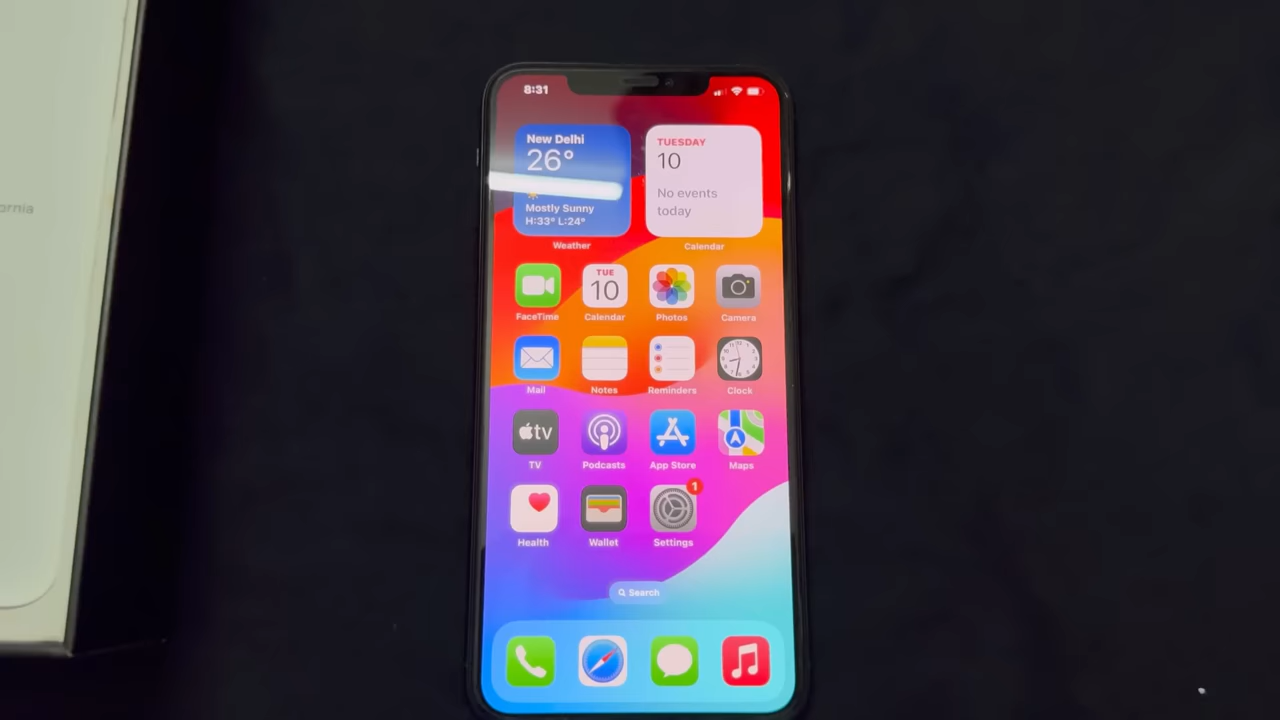 8:31
New Delhi
26°
Mostly Sunny
H:33° L:24°
Weather
TUESDAY
10
No events
today
Calendar
FaceTime
TUE
10
Calendar
Photos
Camera
Mail
Notes
Reminders
Clock
tv
TV
Podcasts
App Store
Maps
Health
Wallet
1
Settings
Search